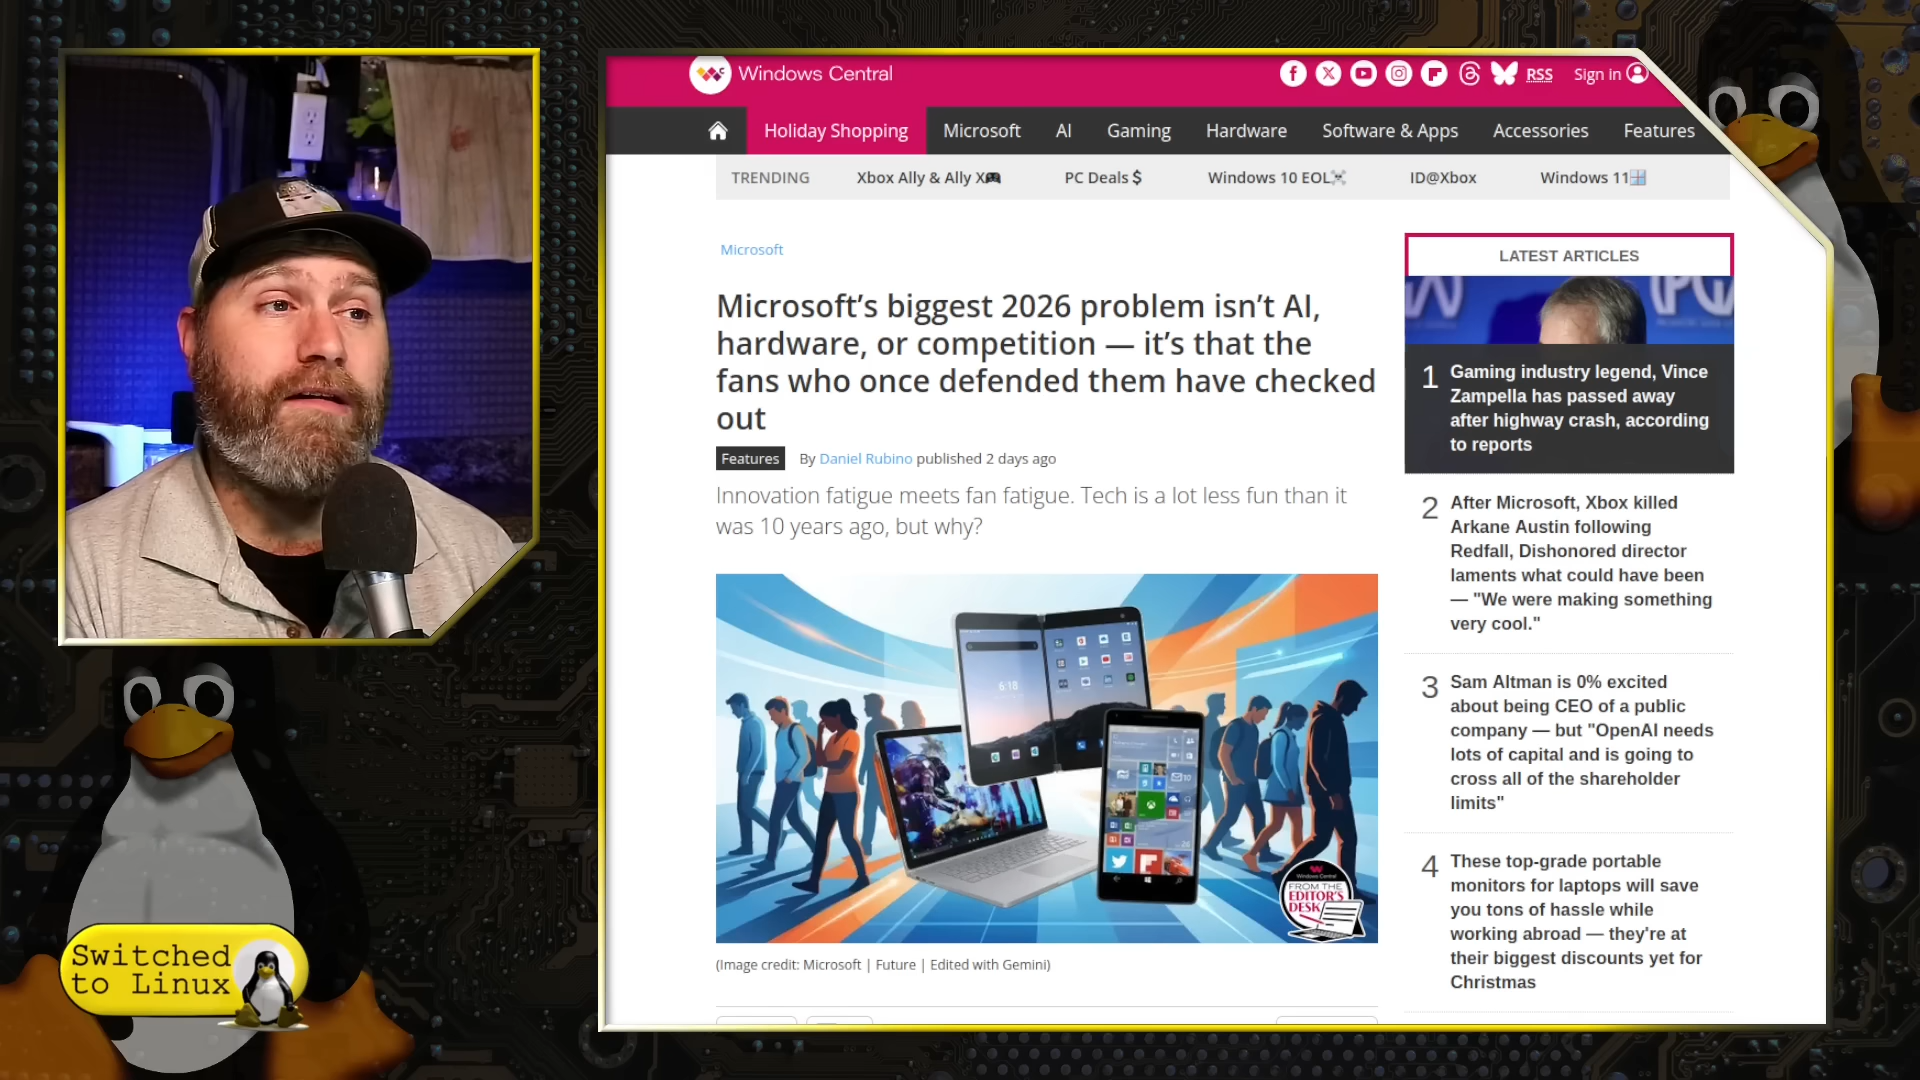 Windows Central
RSS
Sign in
Holiday Shopping
Microsoft
AI
Gaming
Hardware
Software & Apps
Accessories
Features
TRENDING
Xbox Ally & Ally X
PC Deals
Windows 10 EOL
ID@Xbox
Windows 11
Microsoft
Microsoft’s biggest 2026 problem isn’t AI,
hardware, or competition — it’s that the
fans who once defended them have checked
out
Features By Daniel Rubino published 2 days ago
Innovation fatigue meets fan fatigue. Tech is a lot less fun than it
was 10 years ago, but why?
6:18
Windows Central
FROM THE
EDITOR'S
DESK
(Image credit: Microsoft | Future | Edited with Gemini)
LATEST ARTICLES
1
Gaming industry legend, Vince
Zampella has passed away
after highway crash, according
to reports
2
After Microsoft, Xbox killed
Arkane Austin following
Redfall, Dishonored director
laments what could have been
— "We were making something
very cool."
3
Sam Altman is 0% excited
about being CEO of a public
company — but "OpenAI needs
lots of capital and is going to
cross all of the shareholder
limits"
4
These top-grade portable
monitors for laptops will save
you tons of hassle while
working abroad — they're at
their biggest discounts yet for
Christmas
Switched
to Linux